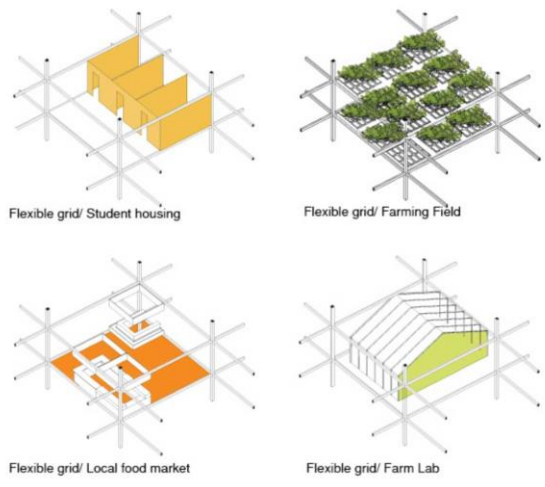 Flexible grid/ Student housing
Flexible grid/ Farming Field
Flexible grid/ Local food market
Flexible grid/ Farm Lab